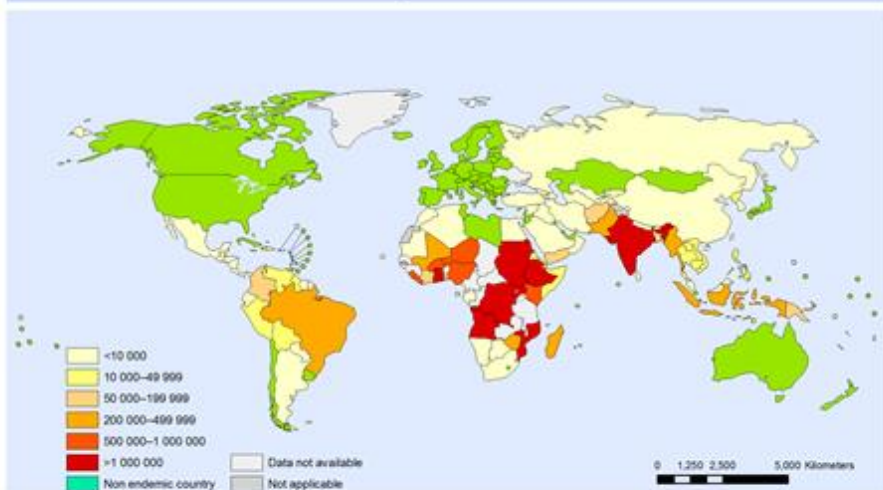 <10 000
10 000–49 999
50 000–199 999
200 000–499 999
500 000–1 000 000
>1 000 000
Non endemic country
Data not available
Not applicable
0 1,250 2,500 5,000 Kilometers